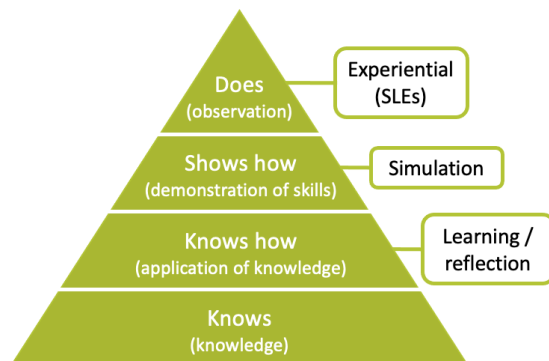 Does
(observation)
Experiential
(SLEs)
Shows how
(demonstration of skills)
Simulation
Knows how
(application of knowledge)
Learning /
reflection
Knows
(knowledge)